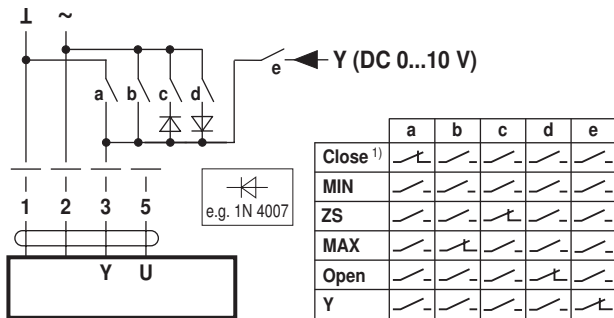 ⊥ ~
e Y (DC 0...10 V)
a b c d
1 2 3 5
e.g. 1N 4007
Y U
a b c d e
Close 1)
MIN
ZS
MAX
Open
Y